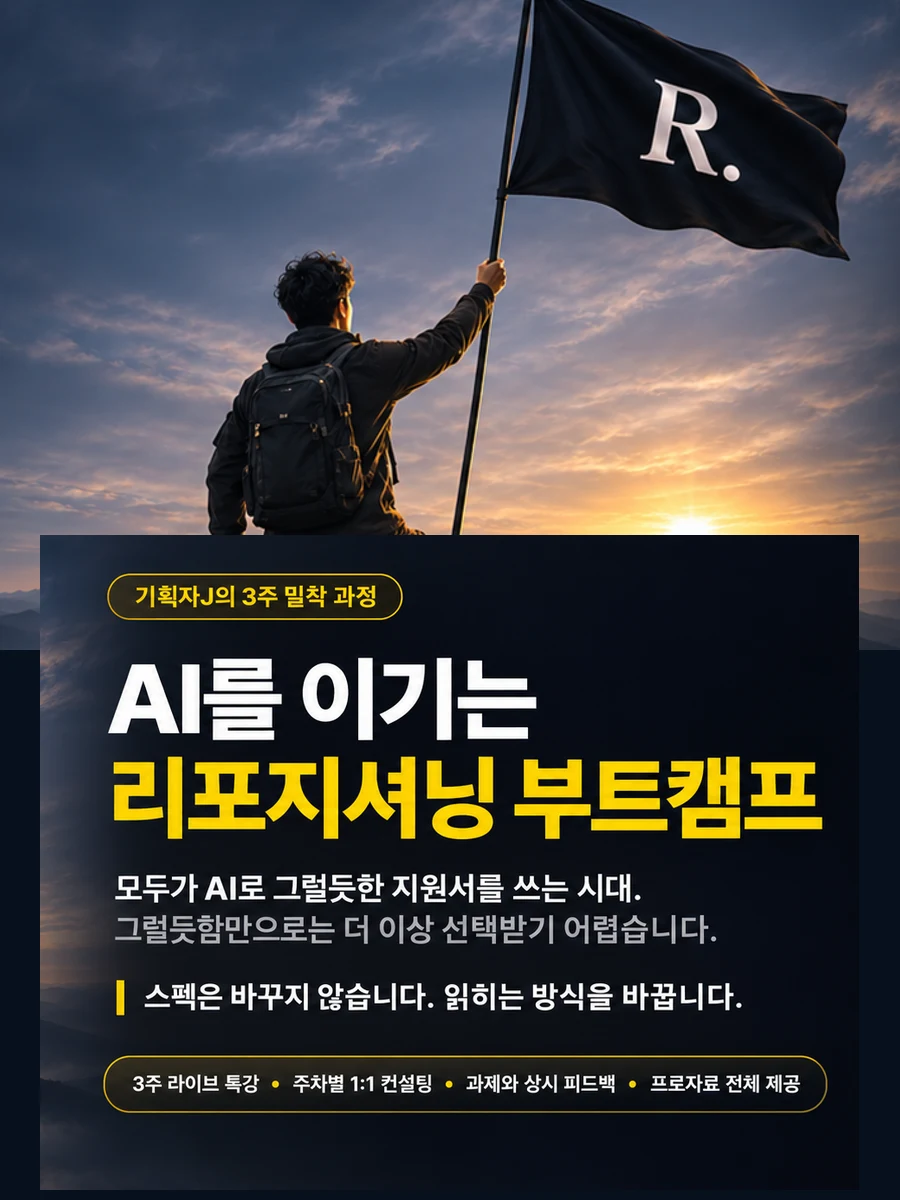 R.
기획자J의 3주 밀착 과정
AI를 이기는
리포지셔닝 부트캠프
모두가 AI로 그럴듯한 지원서를 쓰는 시대.
그럴듯함만으로는 더 이상 선택받기 어렵습니다.
스펙은 바꾸지 않습니다. 읽히는 방식을 바꿉니다.
3주 라이브 특강 • 주차별 1:1 컨설팅 • 과제와 상시 피드백 • 프로자료 전체 제공